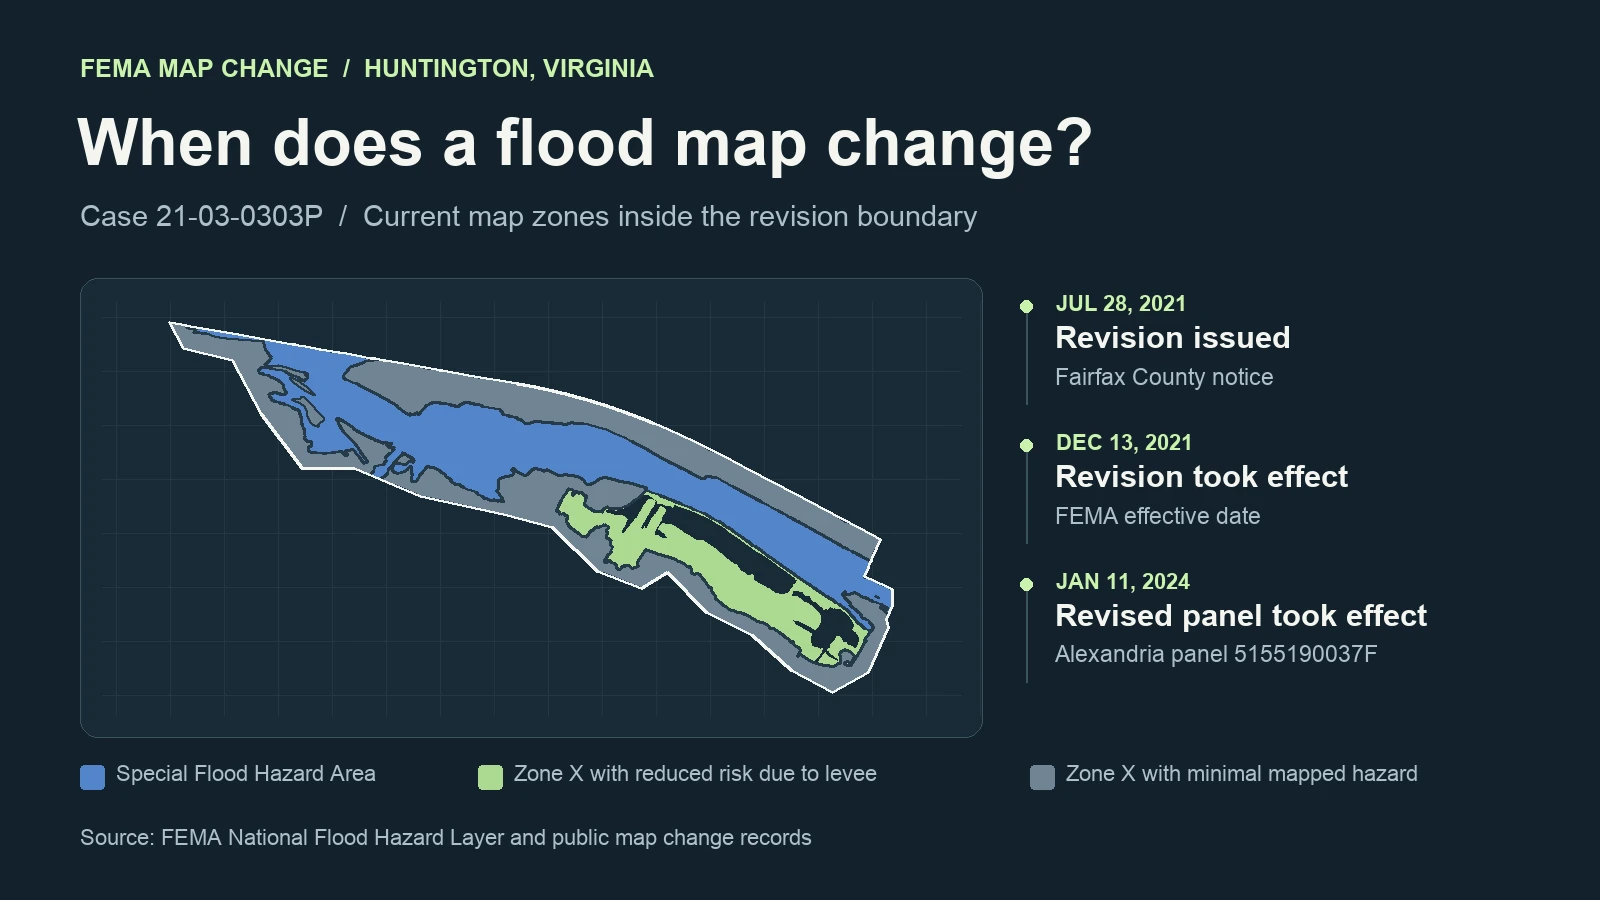 FEMA MAP CHANGE / HUNTINGTON, VIRGINIA
When does a flood map change?
Case 21-03-0303P / Current map zones inside the revision boundary
JUL 28, 2021
Revision issued
Fairfax County notice
DEC 13, 2021
Revision took effect
FEMA effective date
JAN 11, 2024
Revised panel took effect
Alexandria panel 5155190037F
Special Flood Hazard Area
Zone X with reduced risk due to levee
Zone X with minimal mapped hazard
Source: FEMA National Flood Hazard Layer and public map change records